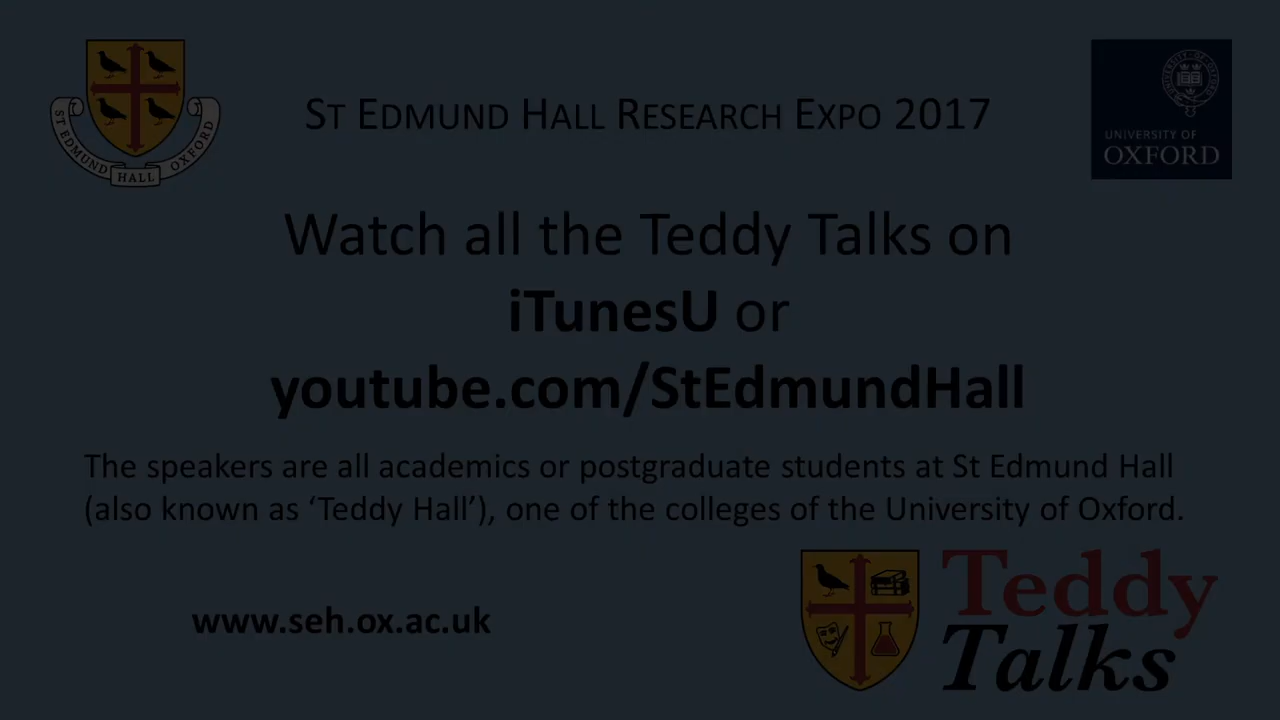 ST EDMUND HALL RESEARCH EXPO 2017
ST EDMUND HALL OXFORD
UNIVERSITY OF
OXFORD
Watch all the Teddy Talks on
iTunesU or
youtube.com/StEdmundHall
The speakers are all academics or postgraduate students at St Edmund Hall
(also known as ‘Teddy Hall’), one of the colleges of the University of Oxford.
www.seh.ox.ac.uk
Teddy
Talks